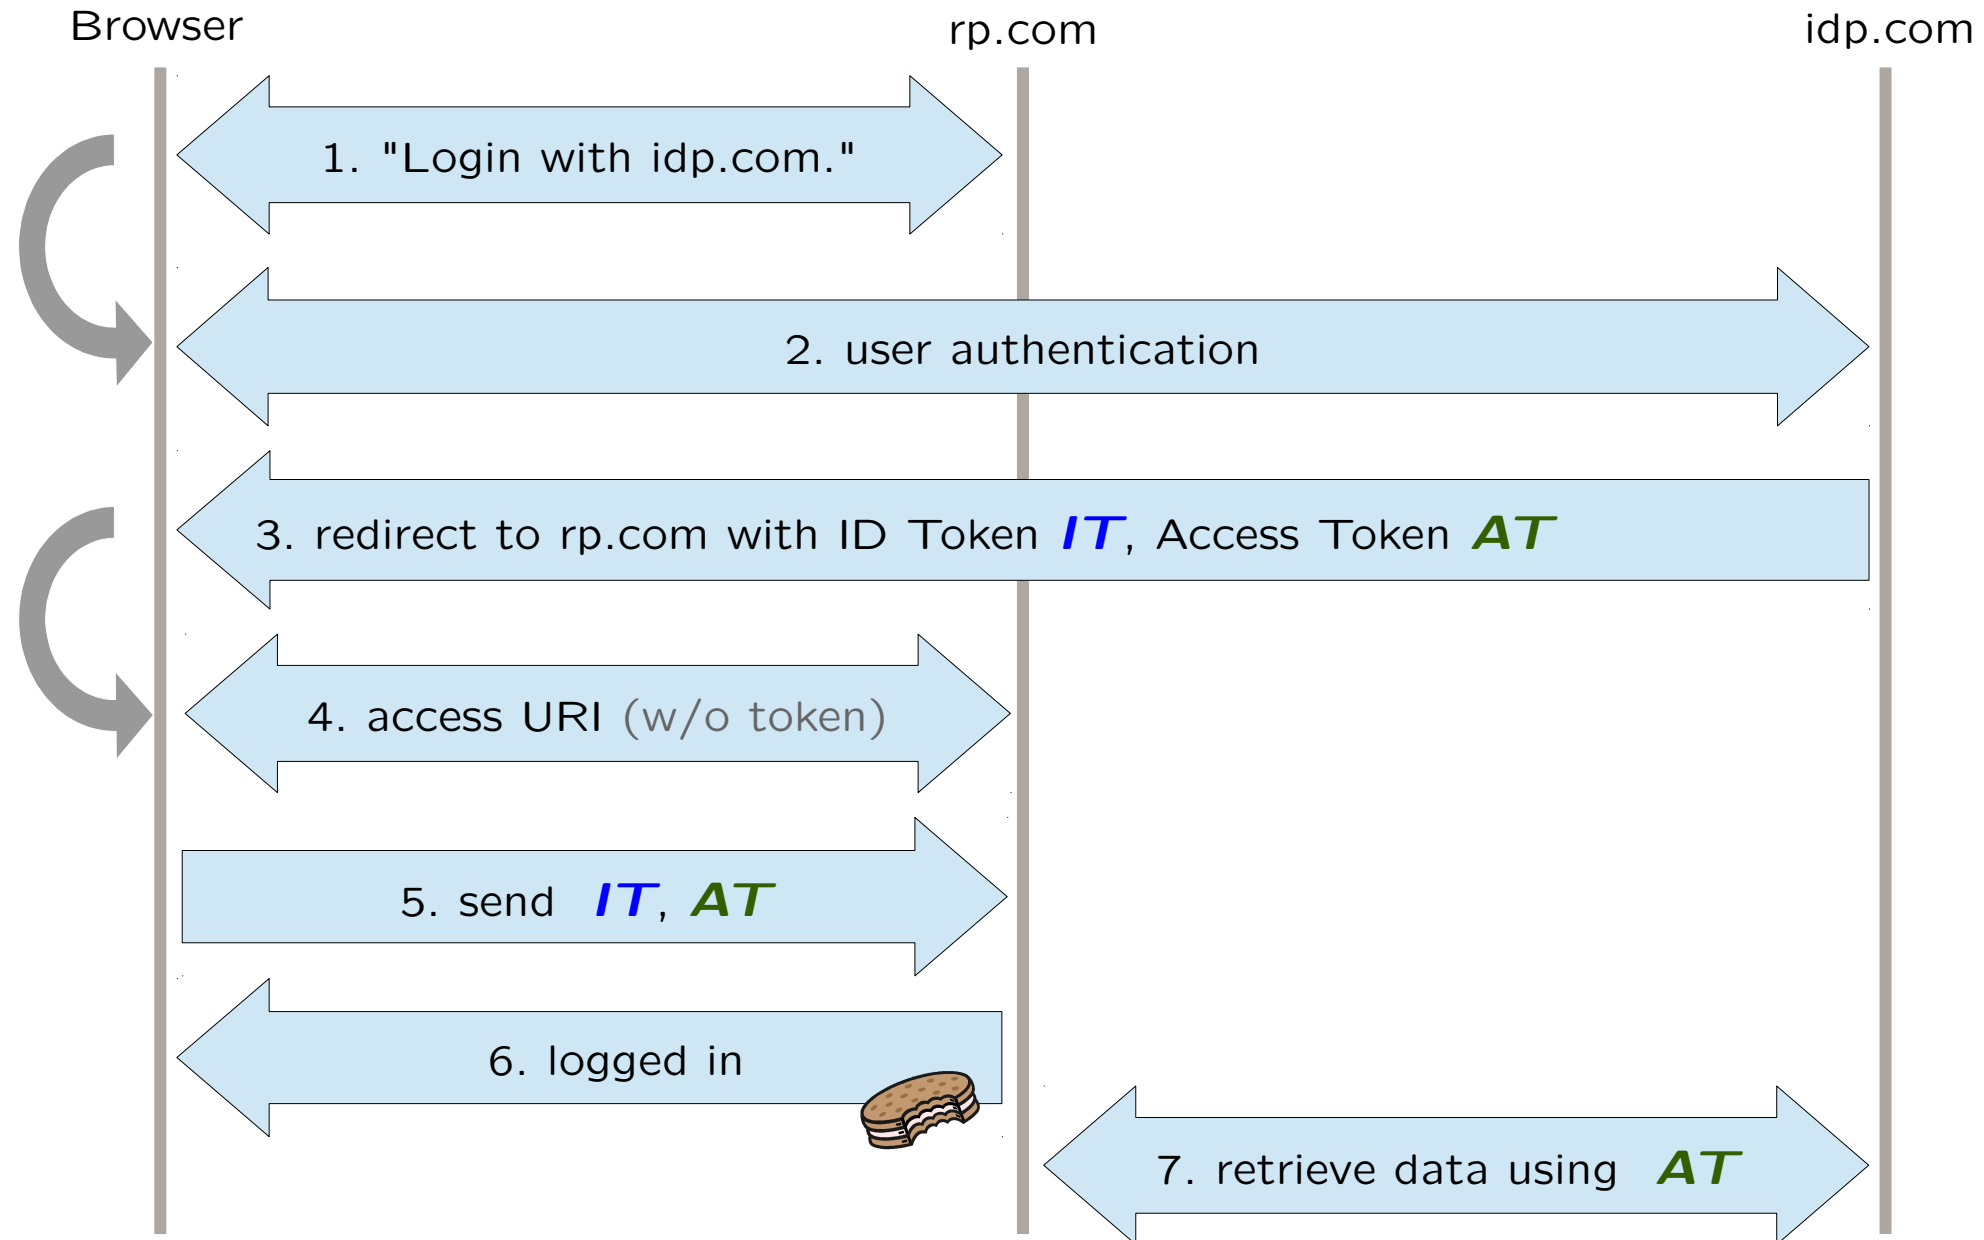 Browser
rp.com
idp.com
1. "Login with idp.com."
2. user authentication
3. redirect to rp.com with ID Token IT, Access Token AT
4. access URI (w/o token)
5. send IT, AT
6. logged in
7. retrieve data using AT